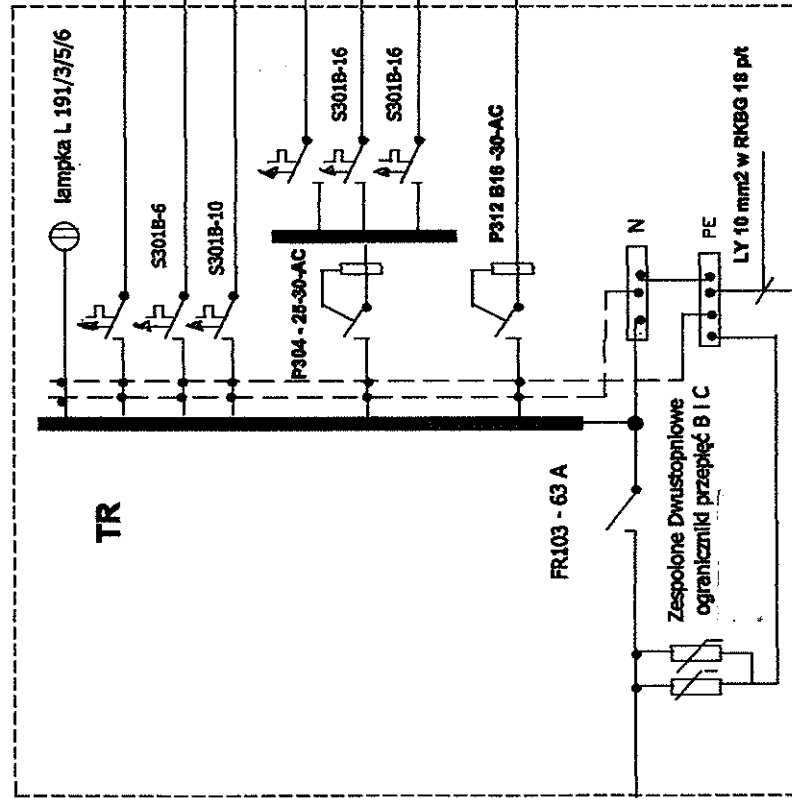 lampka L 191/3/5/6
S301B-6
S301B-10
S301B-16
S301B-16
P304 - 25-30-AC
P312 B16 -30-AC
TR
FR103 - 63 A
N
PE
LY 10 mm2 w RKBG 18 p/t
Zespolone Dwustopniowe
ograniczniki przepięć B I C